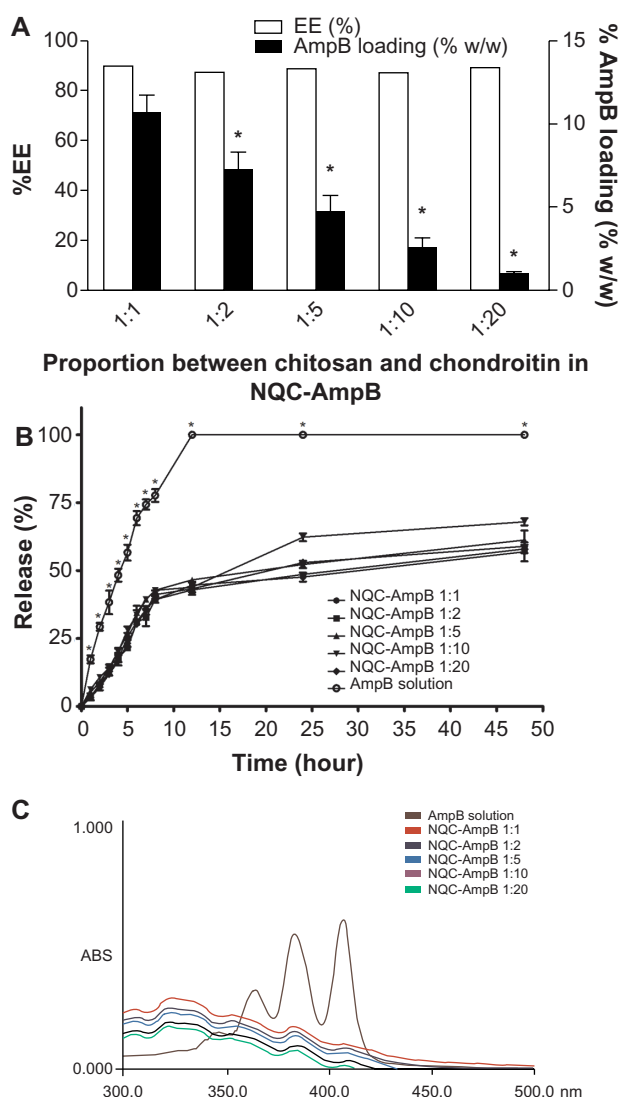 A
EE (%)
AmpB loading (% w/w)
100
80
60
40
20
0
%EE
15
10
5
0
% AmpB loading (% w/w)
* * * *
1:1 1:2 1:5 1:10 1:20
Proportion between chitosan and chondroitin in
NQC-AmpB
B
100
75
50
25
0
Release (%)
* * * * * * * * * * *
NQC-AmpB 1:1
NQC-AmpB 1:2
NQC-AmpB 1:5
NQC-AmpB 1:10
NQC-AmpB 1:20
AmpB solution
0 5 10 15 20 25 30 35 40 45 50
Time (hour)
C
AmpB solution
NQC-AmpB 1:1
NQC-AmpB 1:2
NQC-AmpB 1:5
NQC-AmpB 1:10
NQC-AmpB 1:20
1.000
ABS
0.000
300.0 350.0 400.0 450.0 500.0 nm